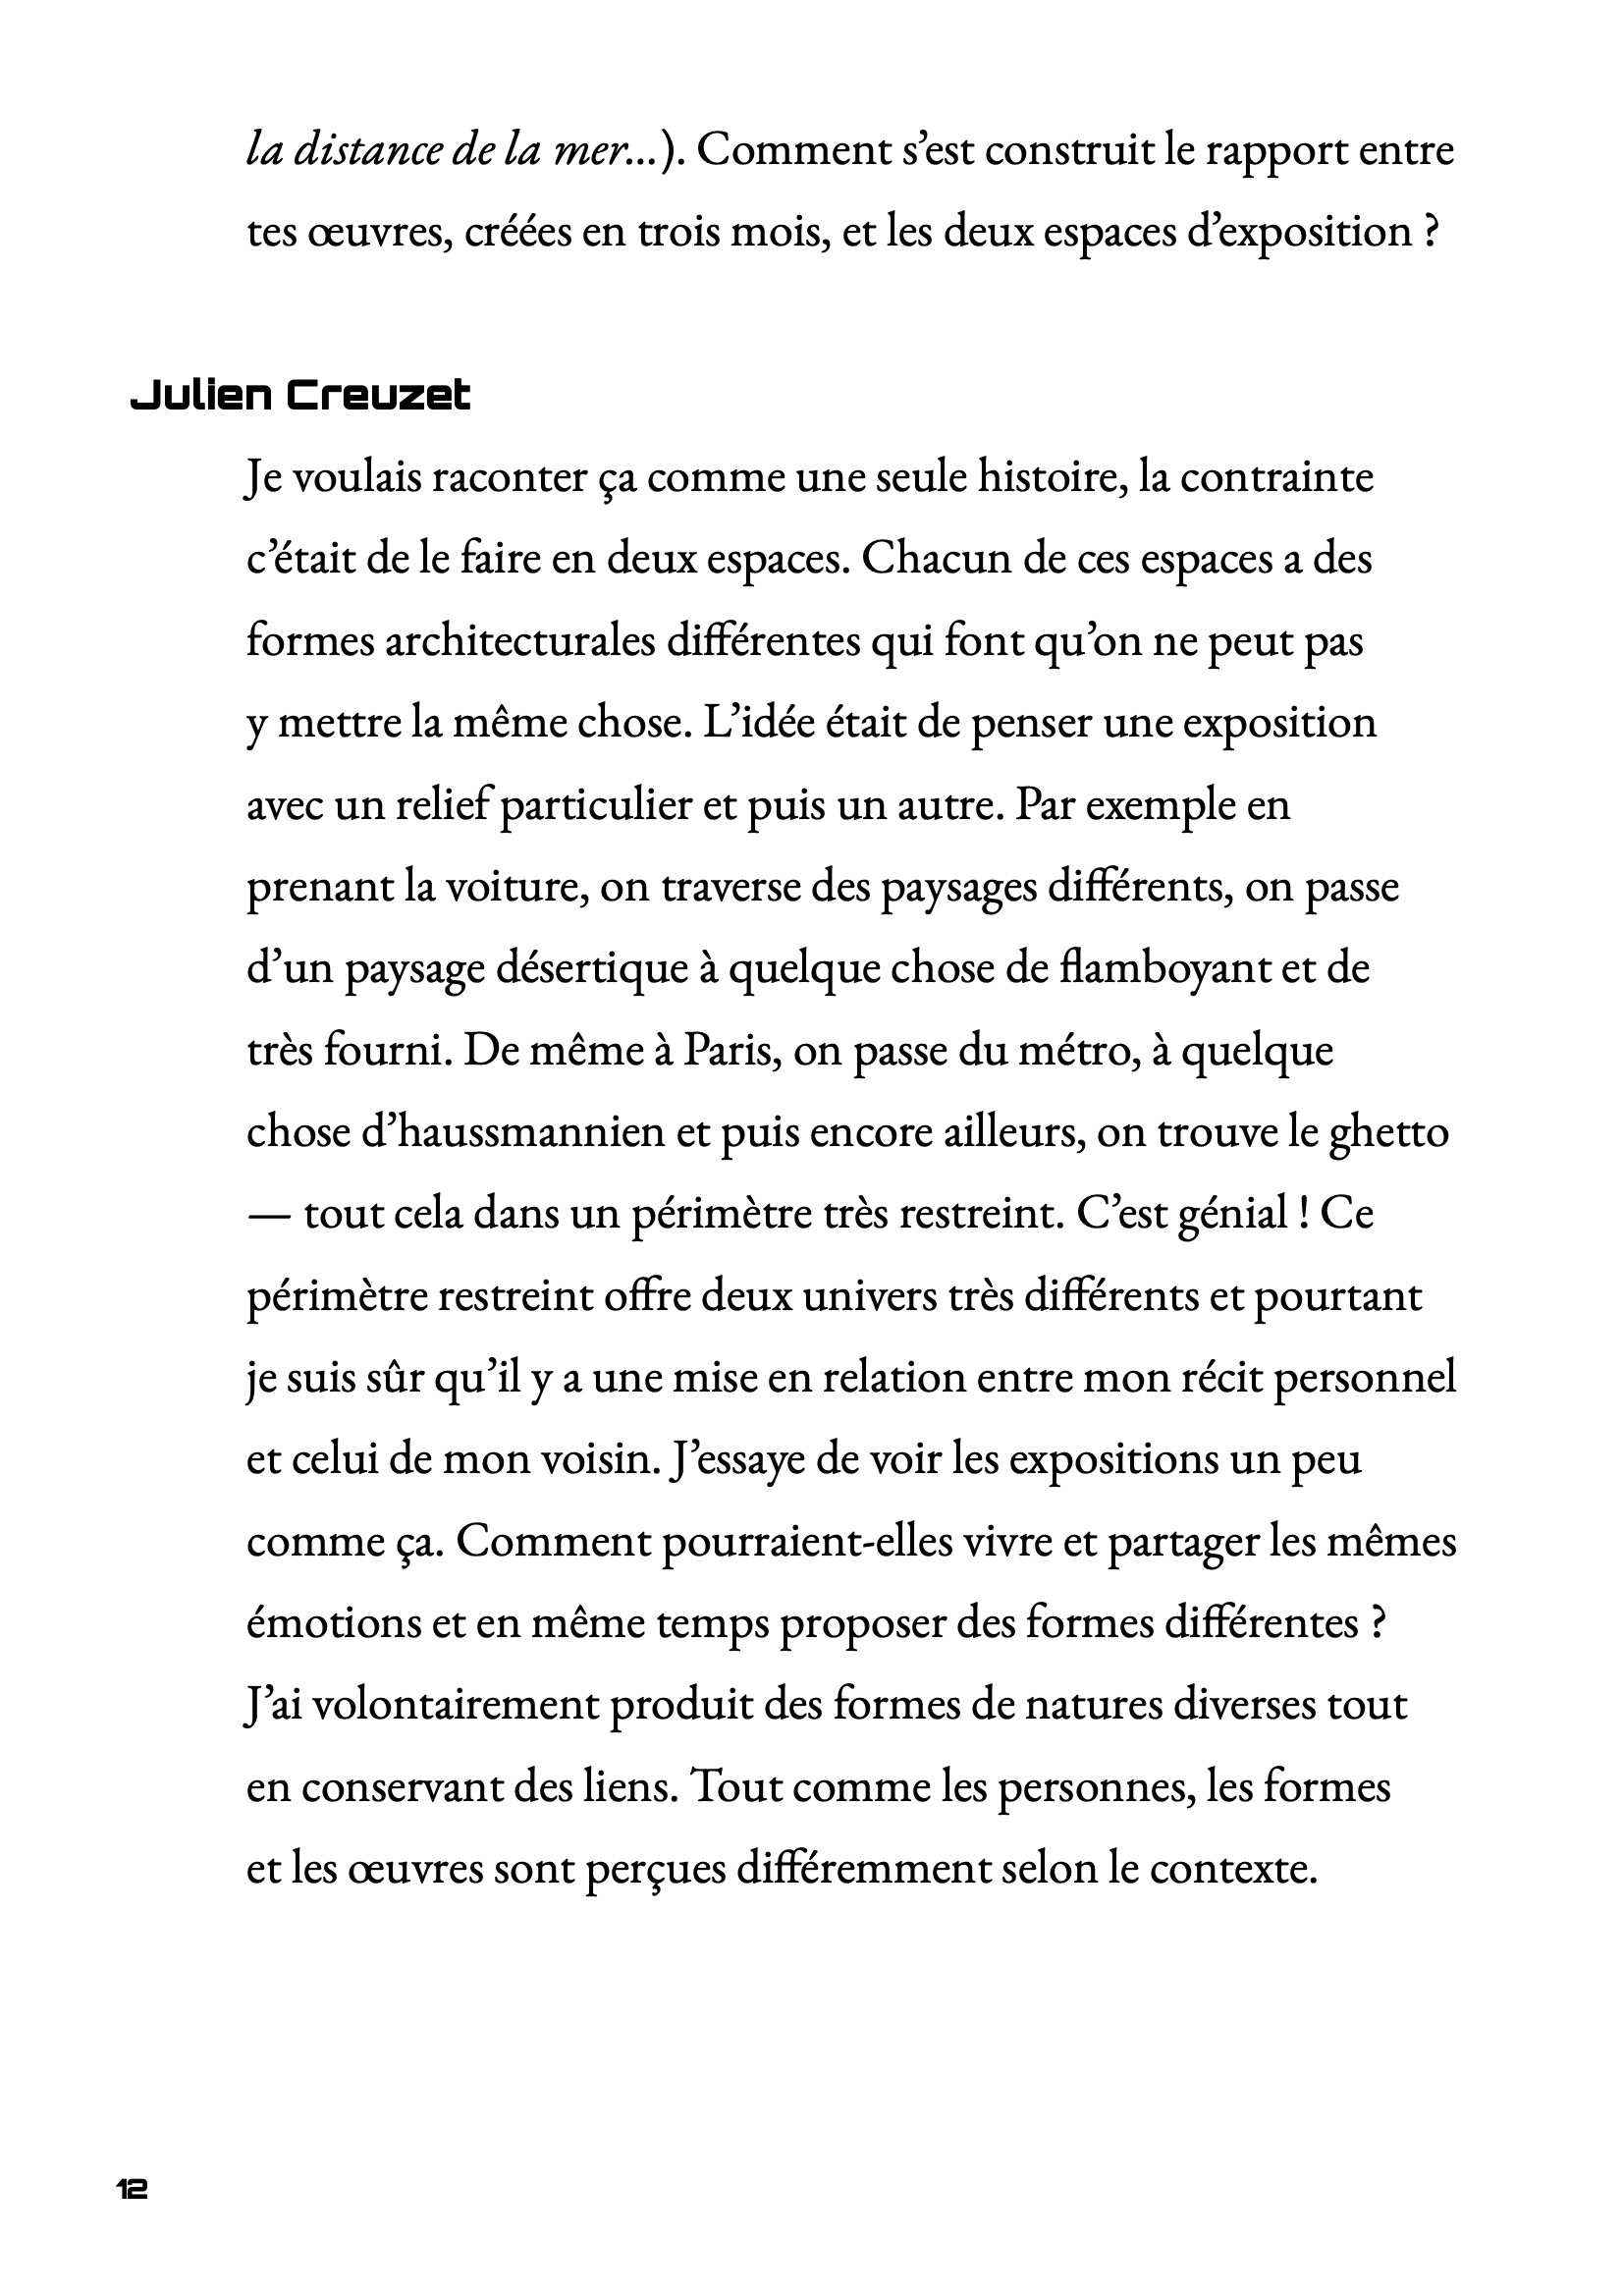 la distance de la mer…). Comment s’est construit le rapport entre
tes œuvres, créées en trois mois, et les deux espaces d’exposition ?
Julien Creuzet
Je voulais raconter ça comme une seule histoire, la contrainte
c’était de le faire en deux espaces. Chacun de ces espaces a des
formes architecturales différentes qui font qu’on ne peut pas
y mettre la même chose. L’idée était de penser une exposition
avec un relief particulier et puis un autre. Par exemple en
prenant la voiture, on traverse des paysages différents, on passe
d’un paysage désertique à quelque chose de flamboyant et de
très fourni. De même à Paris, on passe du métro, à quelque
chose d’haussmannien et puis encore ailleurs, on trouve le ghetto
— tout cela dans un périmètre très restreint. C’est génial ! Ce
périmètre restreint offre deux univers très différents et pourtant
je suis sûr qu’il y a une mise en relation entre mon récit personnel
et celui de mon voisin. J’essaye de voir les expositions un peu
comme ça. Comment pourraient-elles vivre et partager les mêmes
émotions et en même temps proposer des formes différentes ?
J’ai volontairement produit des formes de natures diverses tout
en conservant des liens. Tout comme les personnes, les formes
et les œuvres sont perçues différemment selon le contexte.
12